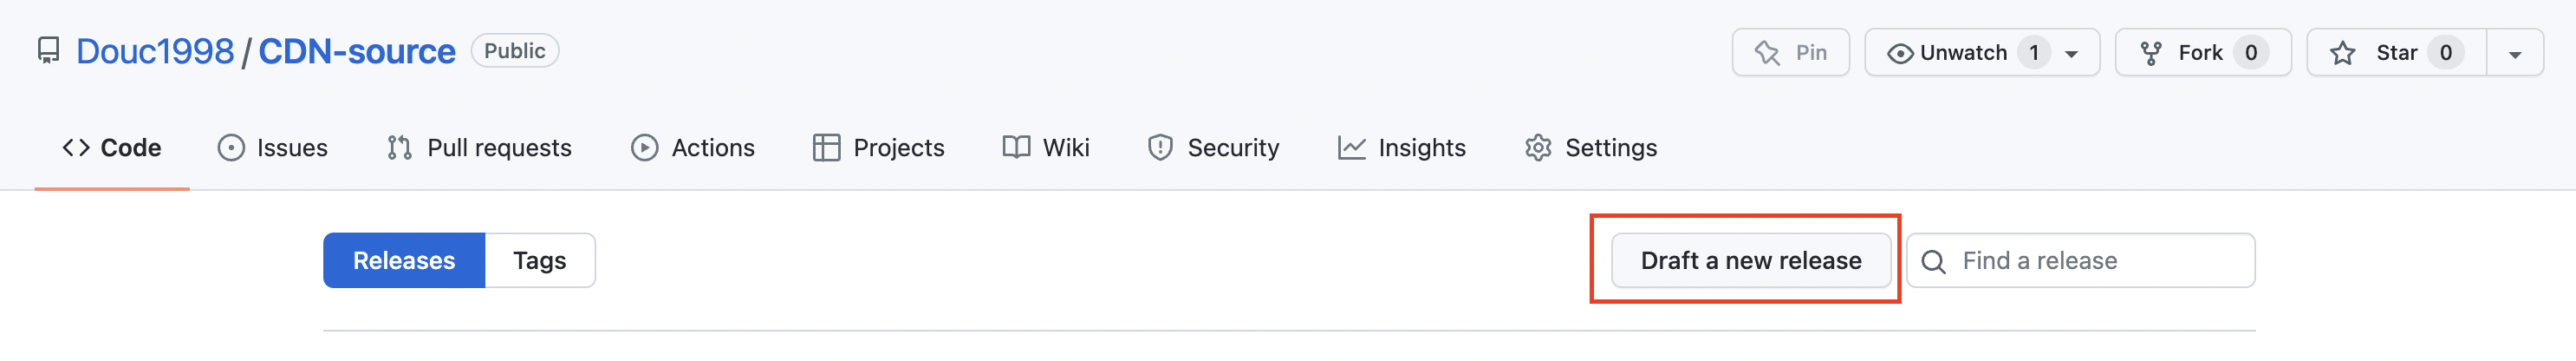 Douc1998 / CDN-source Public Pin Unwatch 1 Fork 0 Star 0
Code Issues Pull requests Actions Projects Wiki Security Insights Settings
Releases Tags Draft a new release Find a release